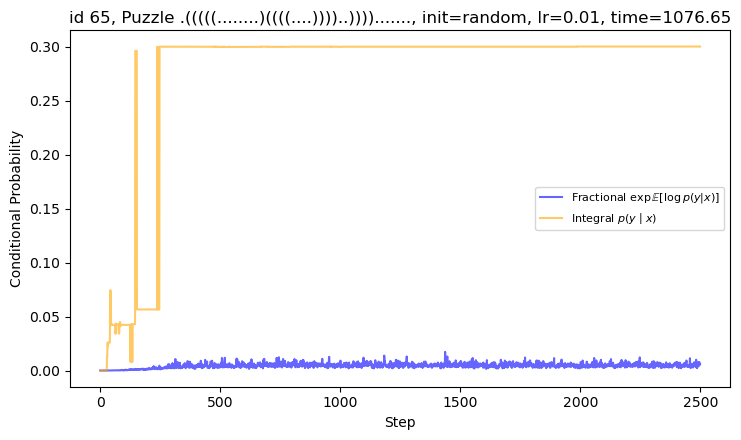 id 65, Puzzle .(((((........)((((....))))..))))......., init=random, lr=0.01, time=1076.65
0.30
0.25
0.20
0.15
0.10
0.05
0.00
Conditional Probability
Fractional exp𝔼[log p(y|x)]
Integral p(y | x)
0 500 1000 1500 2000 2500
Step